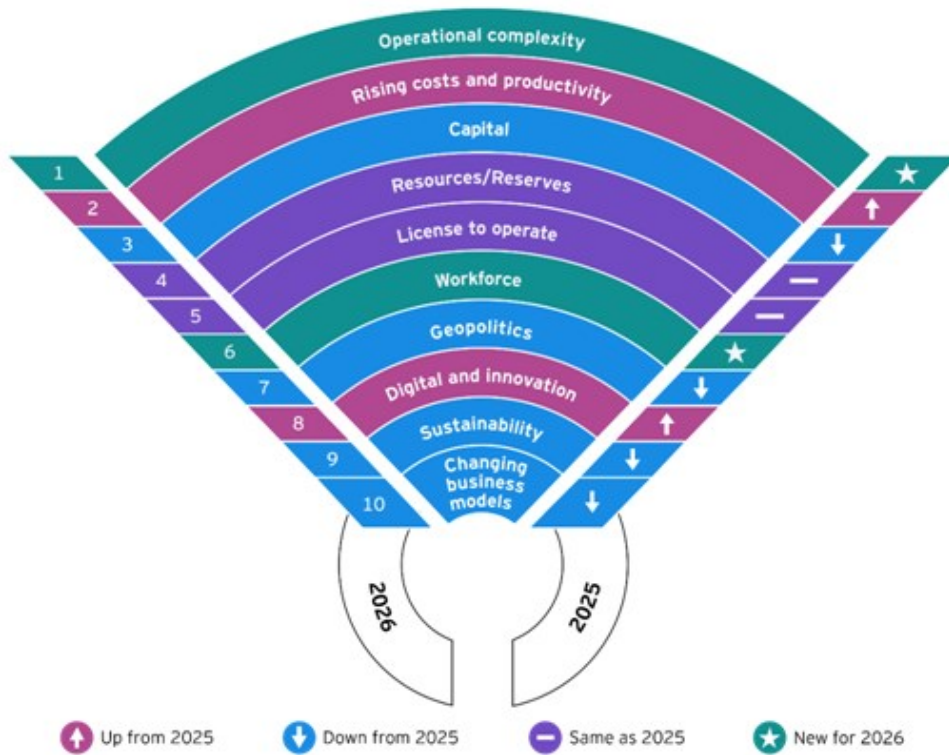 Operational complexity
Rising costs and productivity
Capital
Resources/Reserves
License to operate
Workforce
Geopolitics
Digital and innovation
Sustainability
Changing
business
models
1
2
3
4
5
6
7
8
9
10
2026
2025
Up from 2025
Down from 2025
Same as 2025
New for 2026